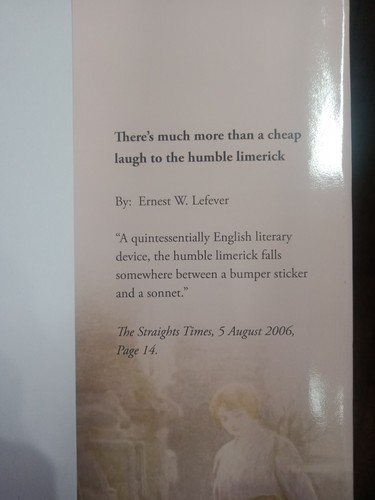 There's much more than a cheap
laugh to the humble limerick
By: Ernest W. Lefever
“A quintessentially English literary
device, the humble limerick falls
somewhere between a bumper sticker
and a sonnet.”
The Straights Times, 5 August 2006,
Page 14.